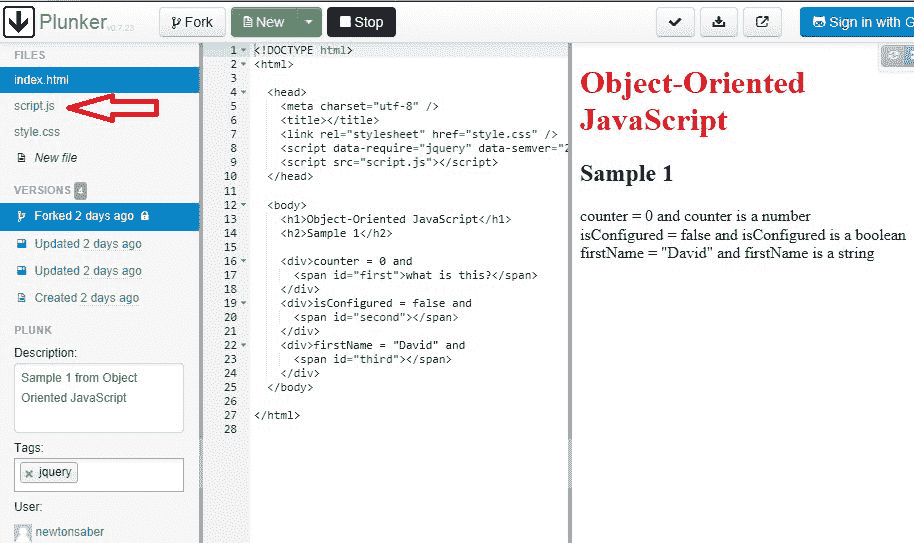 Plunker v0.7.23
Fork
New
Stop
Sign in with G
FILES
index.html
script.js
style.css
New file
VERSIONS 4
Forked 2 days ago
Updated 2 days ago
Updated 2 days ago
Created 2 days ago
PLUNK
Description:
Sample 1 from Object
Oriented JavaScript
Tags:
× jquery
User:
newtonsaber
1 <!DOCTYPE html>
2 <html>
3
4 <head>
5 <meta charset="utf-8" />
6 <title></title>
7 <link rel="stylesheet" href="style.css" />
8 <script data-require="jquery" data-semver="2
9 <script src="script.js"></script>
10 </head>
11
12 <body>
13 <h1>Object-Oriented JavaScript</h1>
14 <h2>Sample 1</h2>
15
16 <div>counter = 0 and
17 <span id="first">what is this?</span>
18 </div>
19 <div>isConfigured = false and
20 <span id="second"></span>
21 </div>
22 <div>firstName = "David" and
23 <span id="third"></span>
24 </div>
25 </body>
26
27 </html>
28
Object-Oriented
JavaScript
Sample 1
counter = 0 and counter is a number
isConfigured = false and isConfigured is a boolean
firstName = "David" and firstName is a string